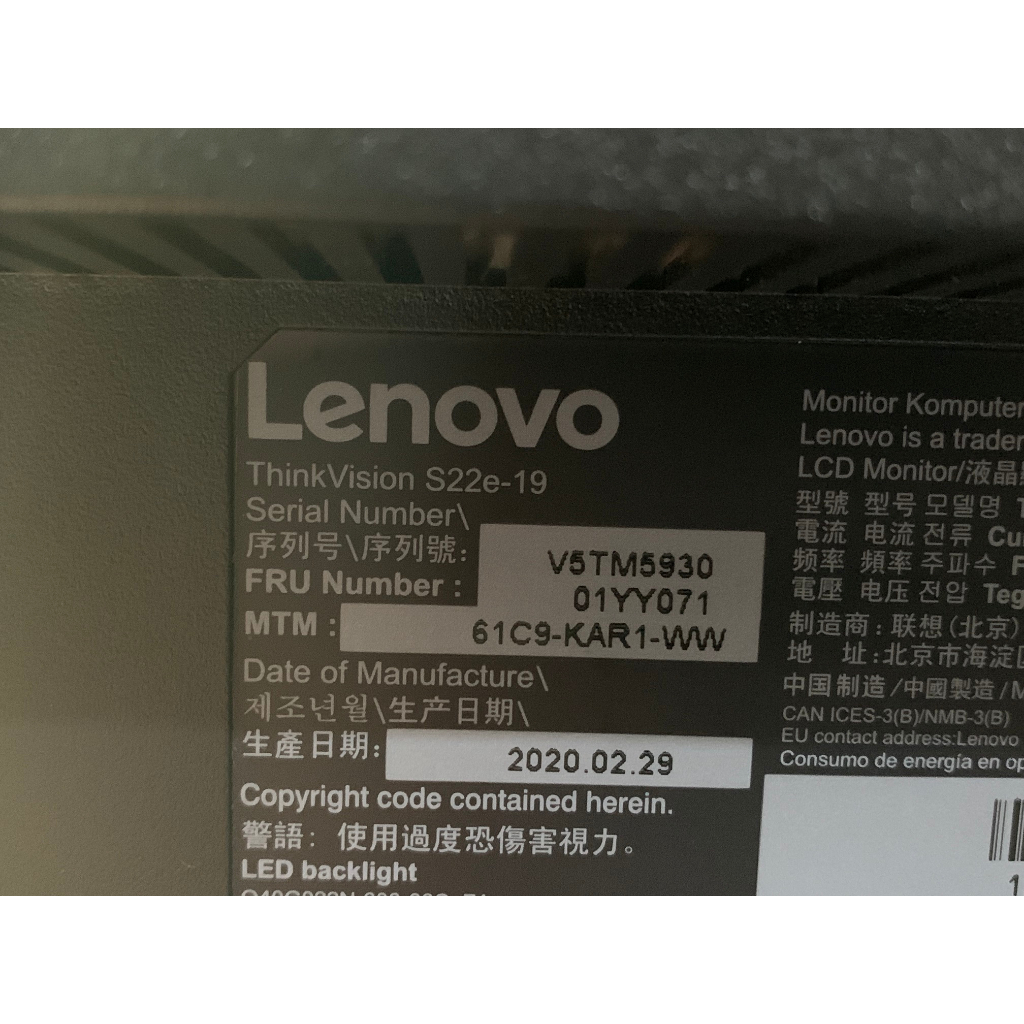 Lenovo
ThinkVision S22e-19
Serial Number\
序列号\序列號: V5TM5930
FRU Number : 01YY071
MTM : 61C9-KAR1-WW
Date of Manufacture\
제조년월\生产日期\
生產日期: 2020.02.29
Copyright code contained herein.
警語: 使用過度恐傷害視力。
LED backlight
Monitor Komputer
Lenovo is a trader
LCD Monitor/液晶
型號 型号 모델명
電流 电流 전류 Cu
频率 頻率 주파수 F
電壓 电压 전압 Teg
制造商: 联想(北京)
地 址:北京市海淀
中国制造/中國製造/M
CAN ICES-3(B)/NMB-3(B)
EU contact address:Lenovo
Consumo de energía en op
1